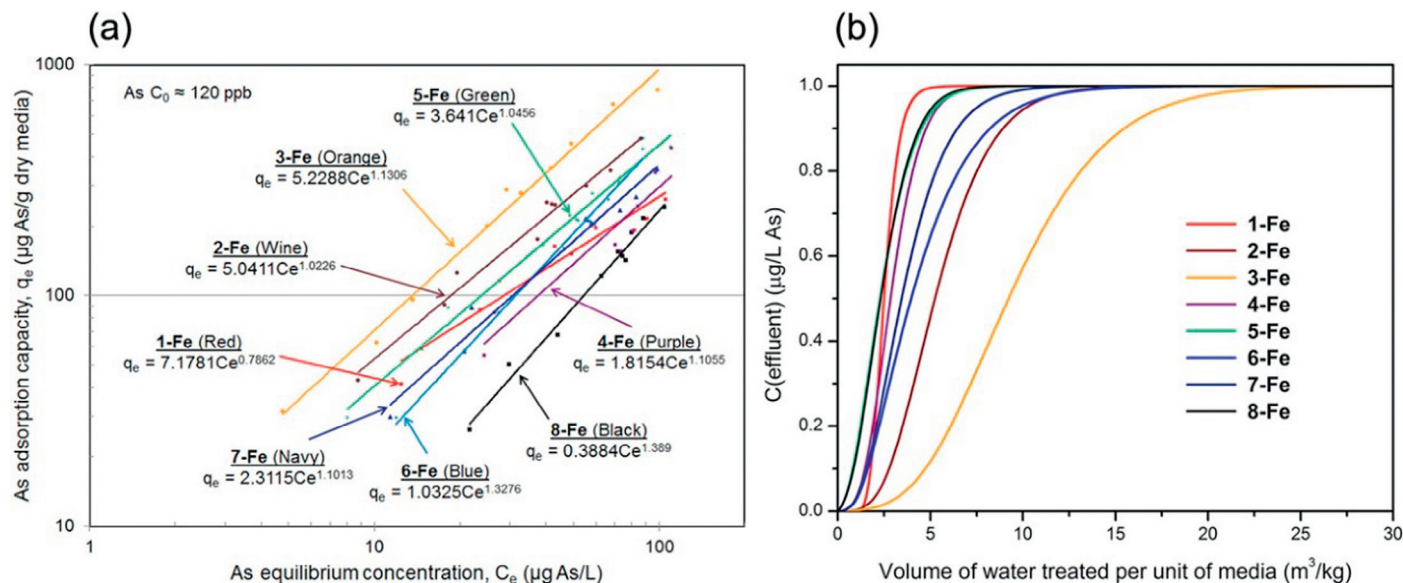 (a)
As adsorption capacity, qe (µg As/g dry media)
1000
100
10
As C0 ≈ 120 ppb
5-Fe (Green)
qe = 3.641Ce1.0456
3-Fe (Orange)
qe = 5.2288Ce1.1306
2-Fe (Wine)
qe = 5.0411Ce1.0226
1-Fe (Red)
qe = 7.1781Ce0.7862
4-Fe (Purple)
qe = 1.8154Ce1.1055
8-Fe (Black)
qe = 0.3884Ce1.389
7-Fe (Navy)
qe = 2.3115Ce1.1013
6-Fe (Blue)
qe = 1.0325Ce1.3276
1 10 100
As equilibrium concentration, Ce (µg As/L)
(b)
C(effluent) (µg/L As)
1.0
0.8
0.6
0.4
0.2
0.0
1-Fe
2-Fe
3-Fe
4-Fe
5-Fe
6-Fe
7-Fe
8-Fe
0 5 10 15 20 25 30
Volume of water treated per unit of media (m3/kg)